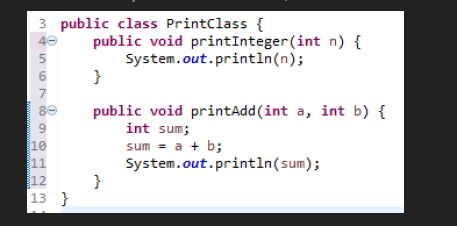 3 public class PrintClass {
4 public void printInteger(int n) {
5 System.out.println(n);
6 }
7
8 public void printAdd(int a, int b) {
9 int sum;
10 sum = a + b;
11 System.out.println(sum);
12 }
13 }